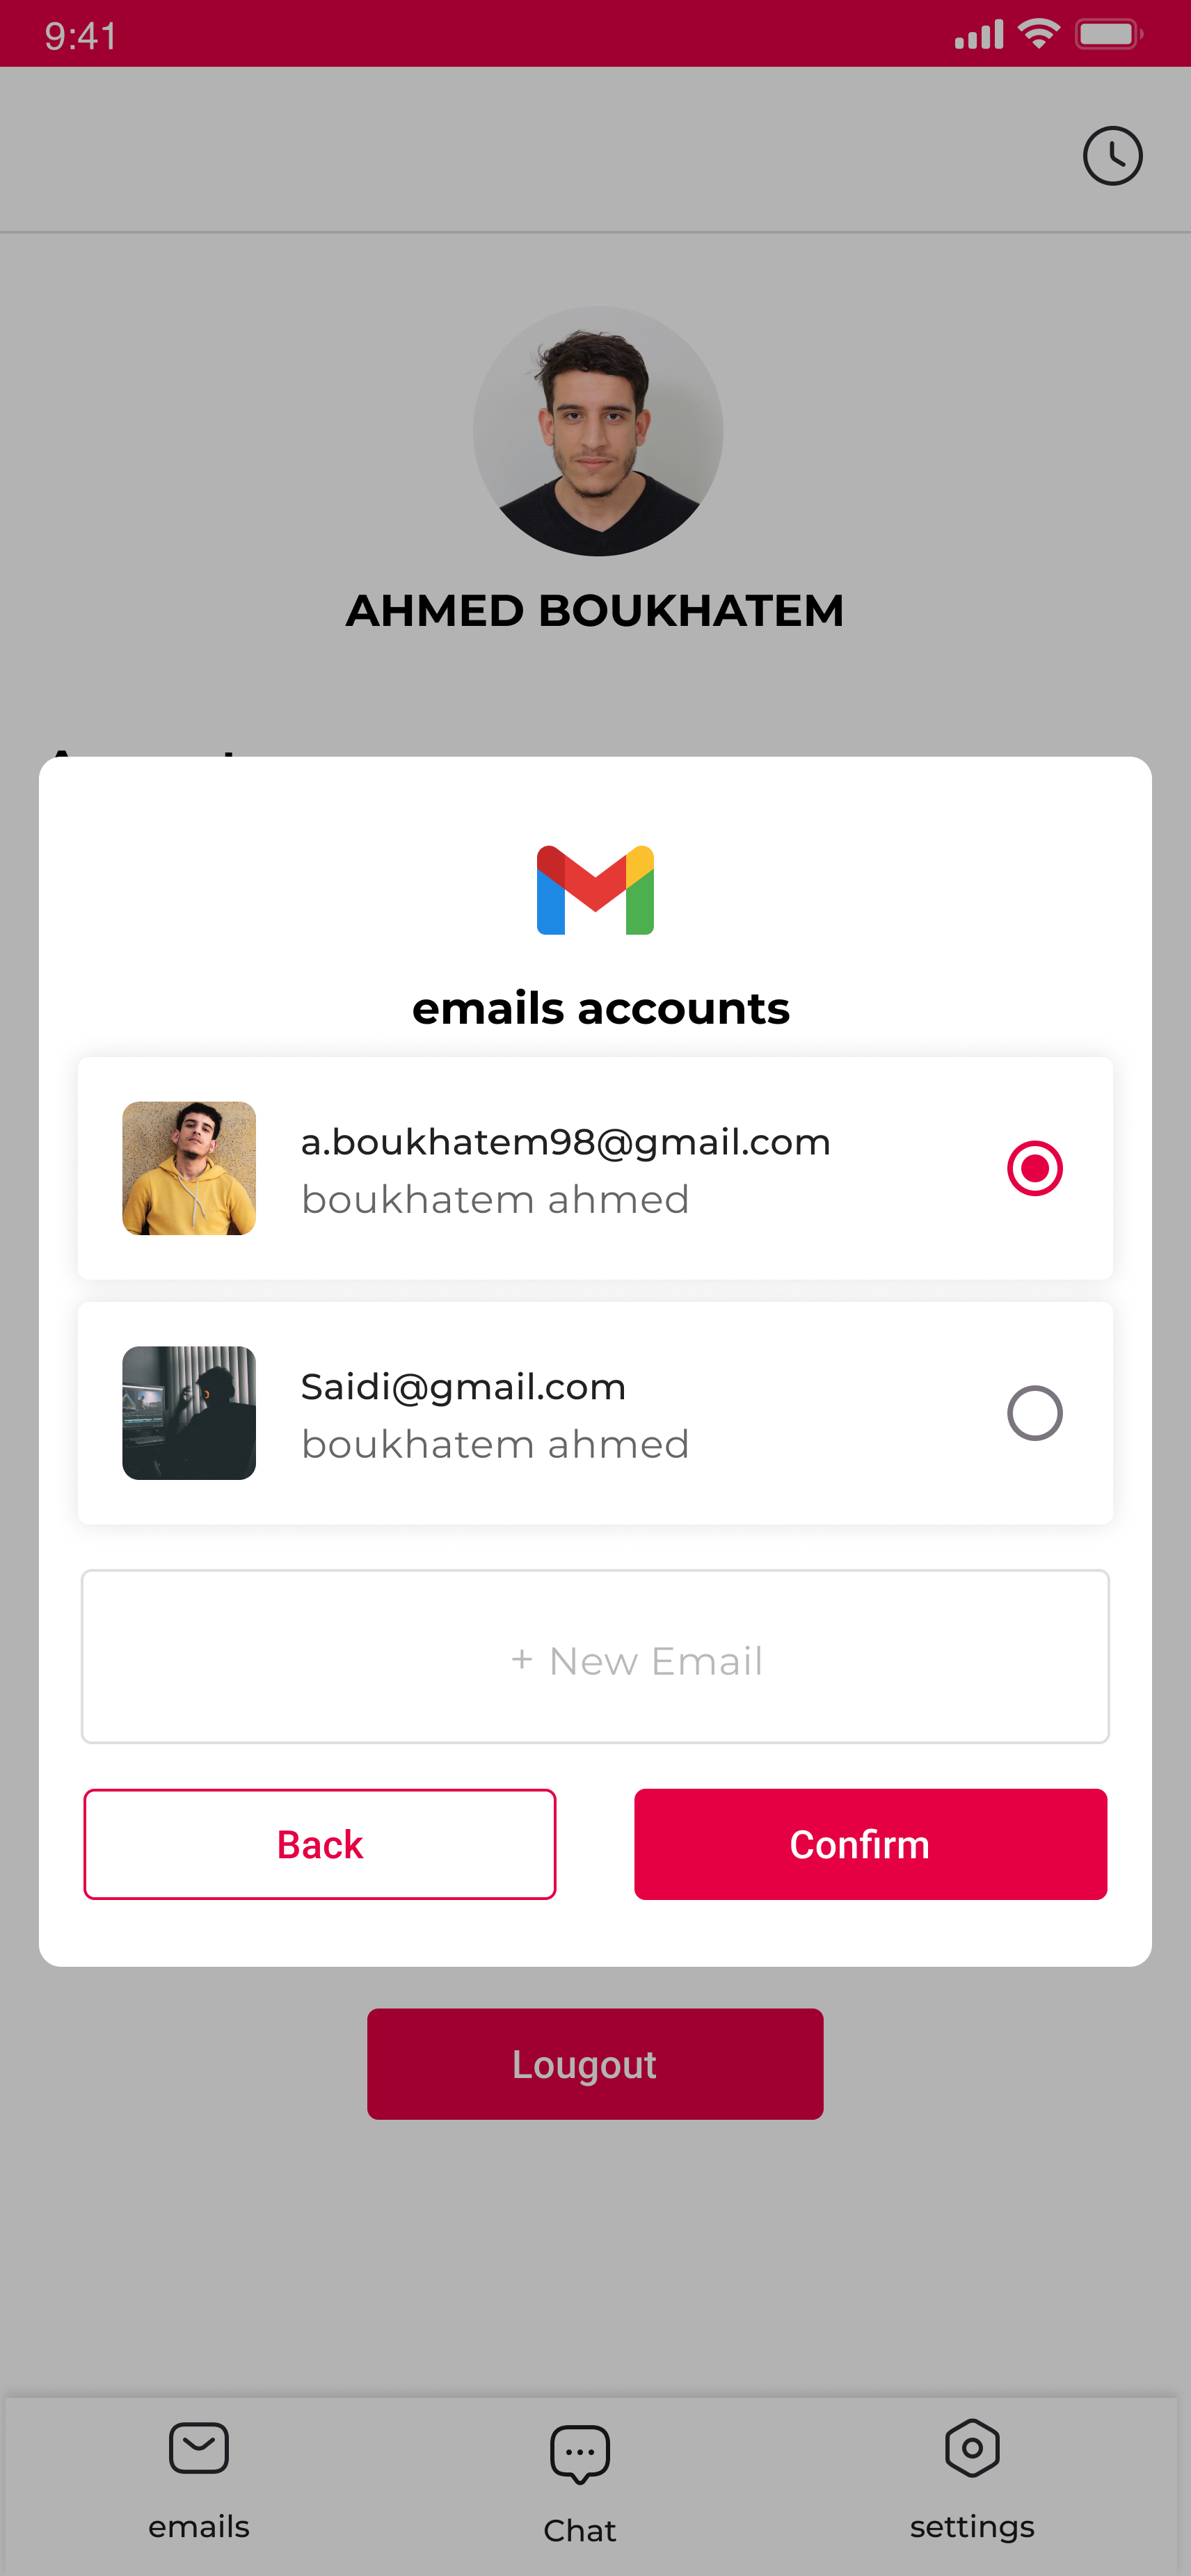 9:41
AHMED BOUKHATEM
emails accounts
a.boukhatem98@gmail.com
boukhatem ahmed
Saidi@gmail.com
boukhatem ahmed
+ New Email
Back
Confirm
Lougout
emails
Chat
settings